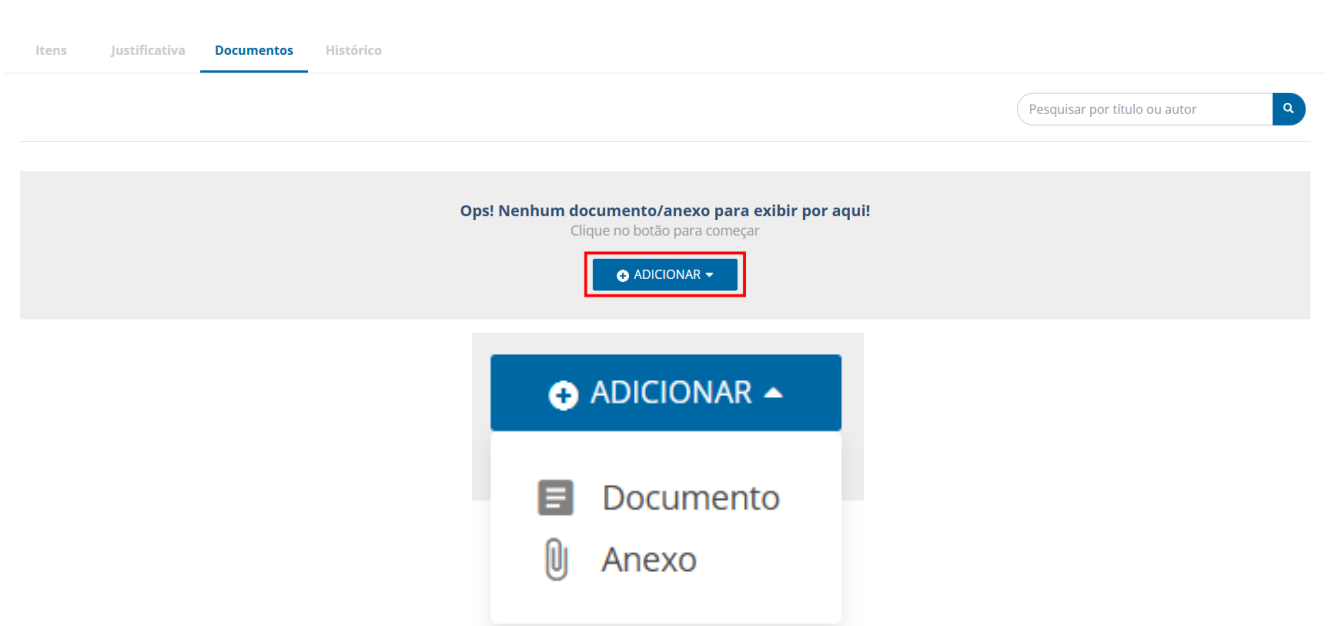 Itens Justificativa Documentos Histórico
Pesquisar por título ou autor
Ops! Nenhum documento/anexo para exibir por aqui!
Clique no botão para começar
ADICIONAR
ADICIONAR
Documento
Anexo